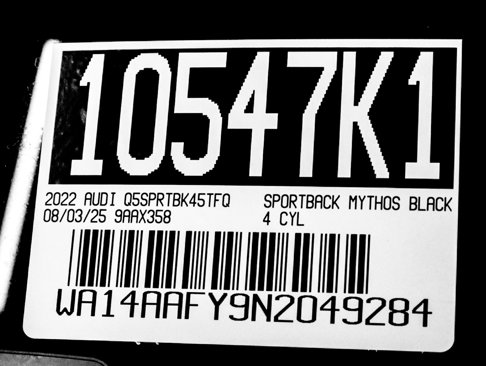 10547K1
2022 AUDI Q5SPRTBK45TFQ SPORTBACK MYTHOS BLACK
08/03/25 9AAX358 4 CYL
WA14AAFY9N2049284